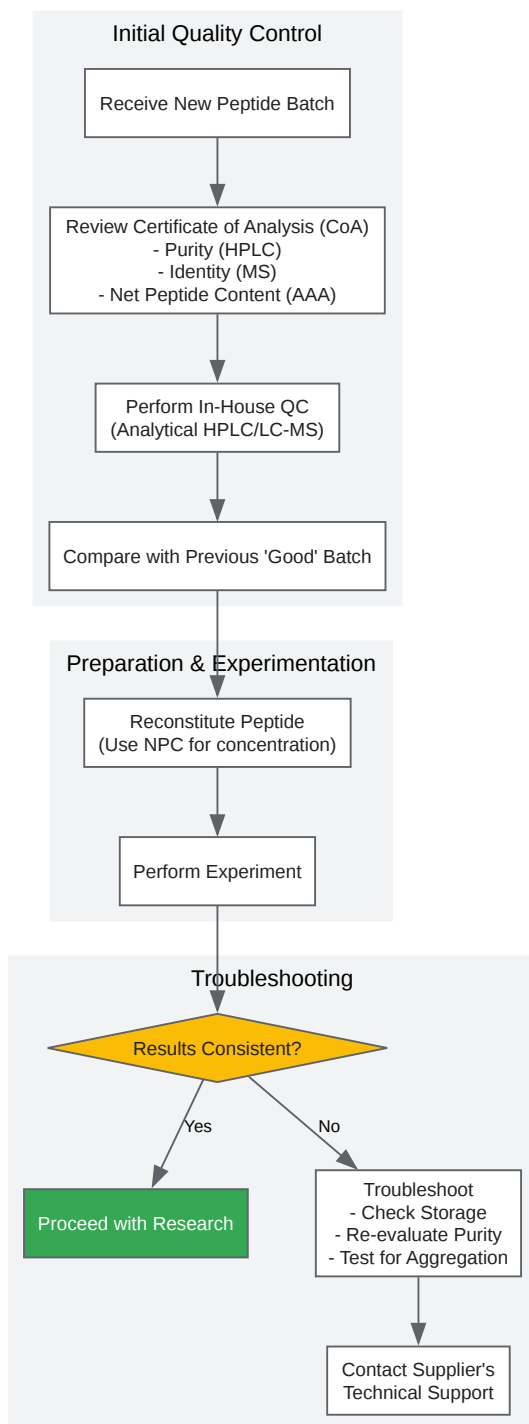 Initial Quality Control
Receive New Peptide Batch
Review Certificate of Analysis (CoA)
- Purity (HPLC)
- Identity (MS)
- Net Peptide Content (AAA)
Perform In-House QC
(Analytical HPLC/LC-MS)
Compare with Previous 'Good' Batch
Preparation & Experimentation
Reconstitute Peptide
(Use NPC for concentration)
Perform Experiment
Troubleshooting
Results Consistent?
Yes
No
Proceed with Research
Troubleshoot
- Check Storage
- Re-evaluate Purity
- Test for Aggregation
Contact Supplier's
Technical Support